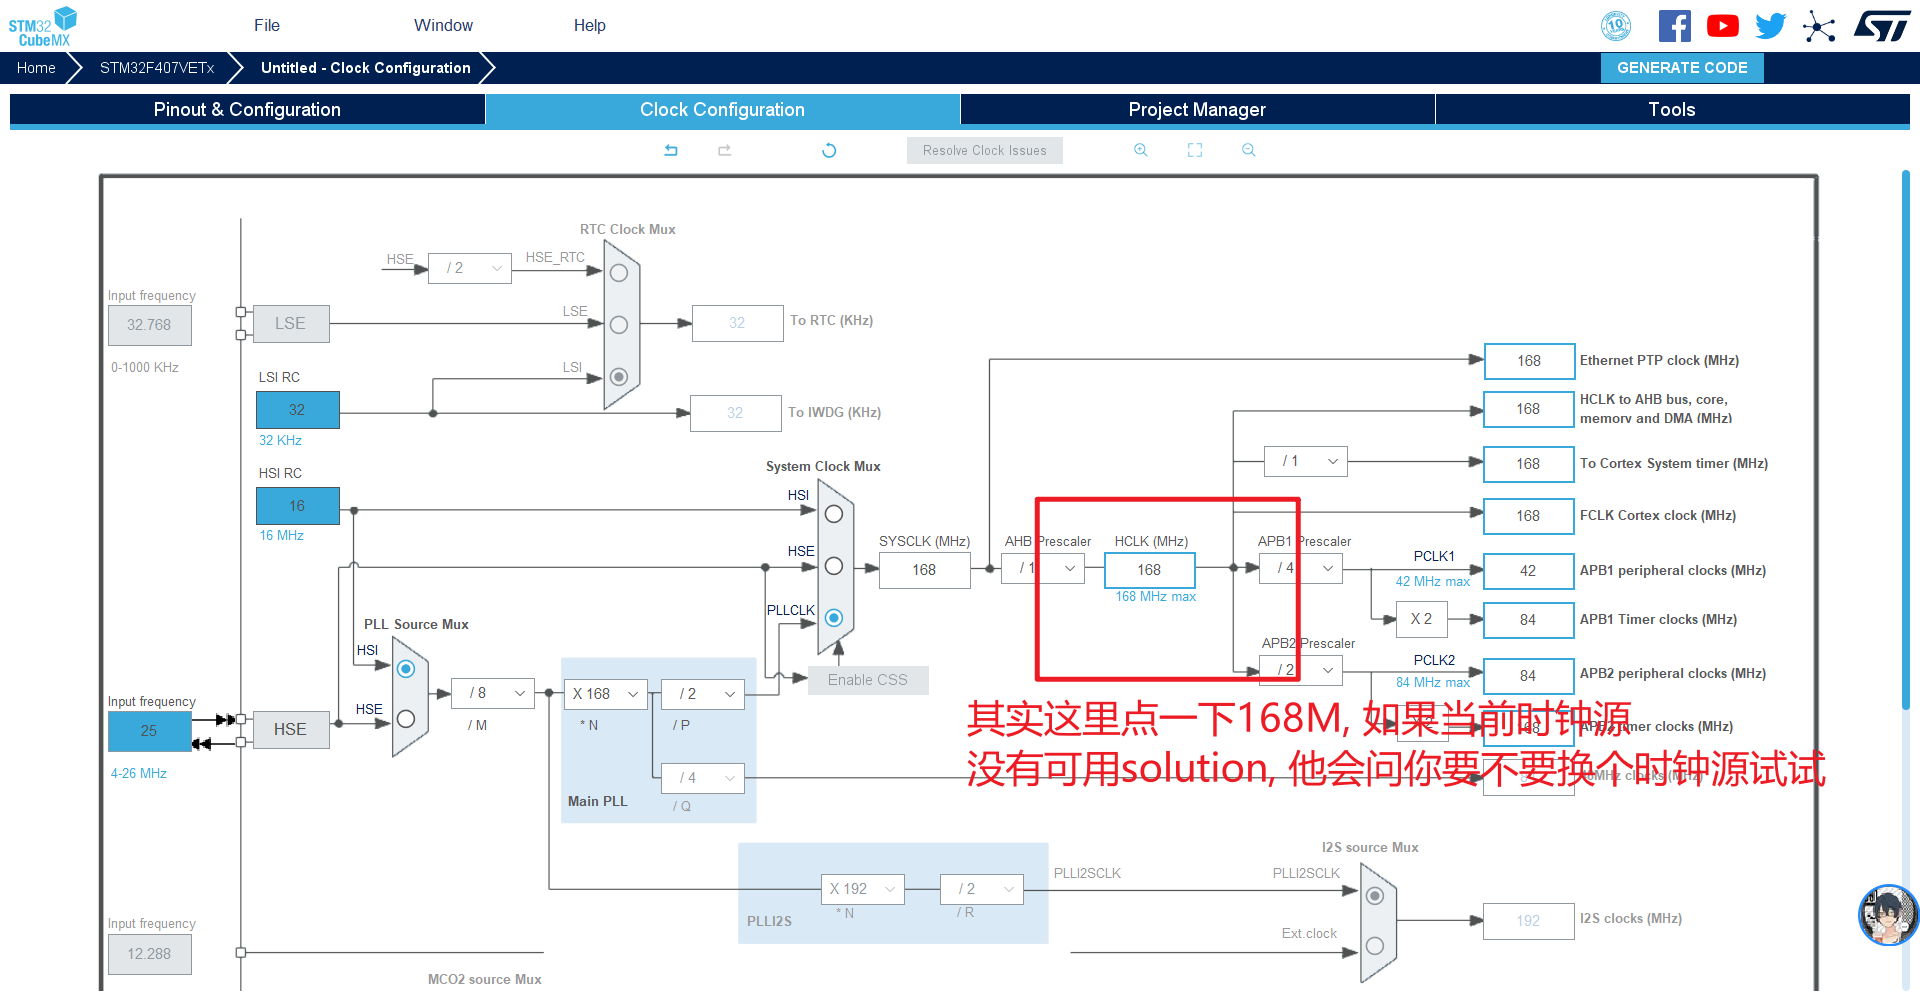 STM32
CubeMX
File
Window
Help
10
Home
STM32F407VETx
Untitled - Clock Configuration
GENERATE CODE
Pinout & Configuration
Clock Configuration
Project Manager
Tools
Resolve Clock Issues
RTC Clock Mux
HSE
/ 2
HSE_RTC
Input frequency
32.768
LSE
LSE
32
To RTC (KHz)
0-1000 KHz
LSI RC
LSI
32
32
To IWDG (KHz)
32 KHz
168
Ethernet PTP clock (MHz)
168
HCLK to AHB bus, core,
memory and DMA (MHz)
/ 1
168
To Cortex System timer (MHz)
168
FCLK Cortex clock (MHz)
HSI RC
16
16 MHz
System Clock Mux
HSI
HSE
PLLCLK
SYSCLK (MHz)
168
AHB Prescaler
/ 1
HCLK (MHz)
168
168 MHz max
APB1 Prescaler
/ 4
PCLK1
42 MHz max
42
APB1 peripheral clocks (MHz)
X 2
84
APB1 Timer clocks (MHz)
APB2 Prescaler
/ 2
PCLK2
84 MHz max
84
APB2 peripheral clocks (MHz)
PLL Source Mux
HSI
HSE
/ 8
/ M
X 168
* N
/ 2
/ P
/ 4
/ Q
Main PLL
Enable CSS
Input frequency
25
HSE
4-26 MHz
其实这里点一下168M, 如果当前时钟源
没有可用solution, 他会问你要不要换个时钟源试试
Timer clocks (MHz)
MHz clocks (MHz)
PLLI2S
X 192
* N
/ 2
/ R
PLLI2SCLK
I2S source Mux
PLLI2SCLK
Ext.clock
192
I2S clocks (MHz)
Input frequency
12.288
MCO2 source Mux